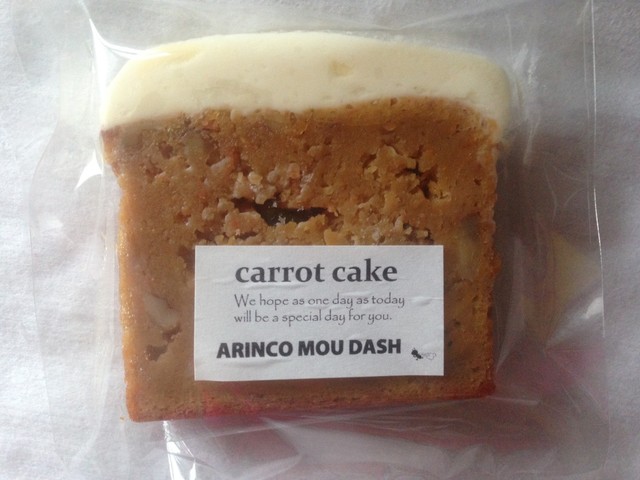 carrot cake
We hope as one day as today
will be a special day for you.
ARINCO MOU DASH